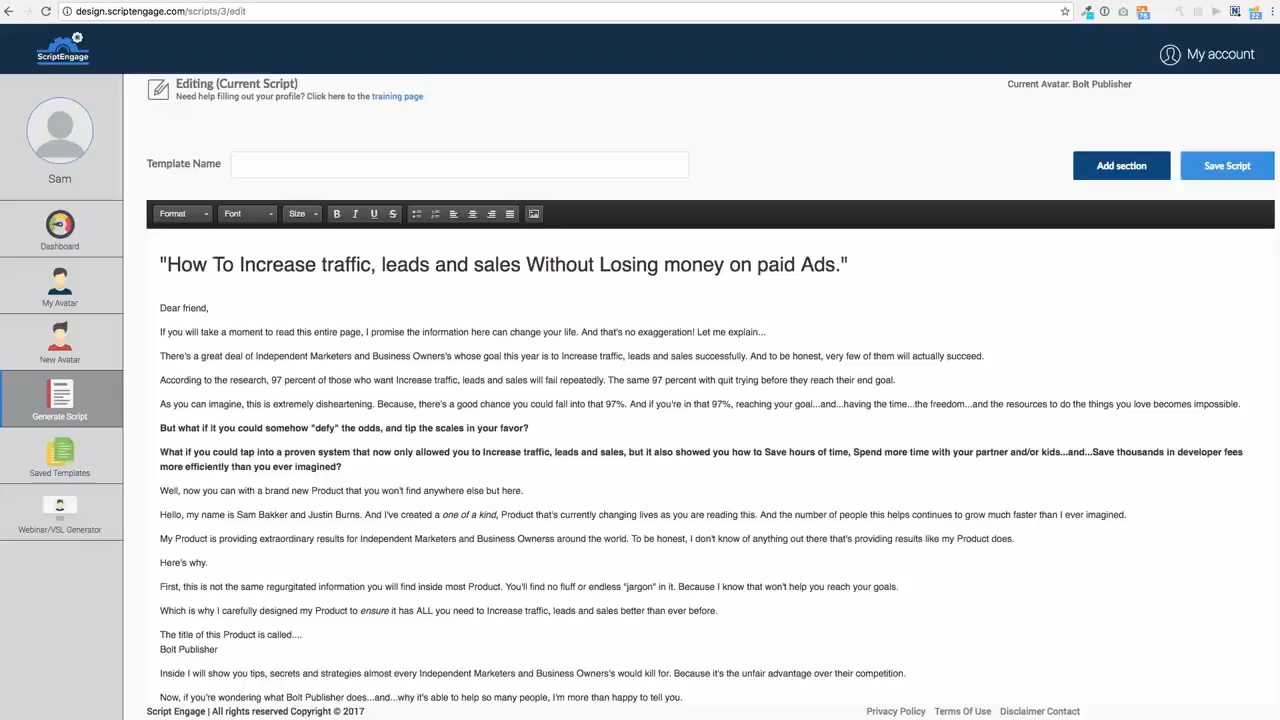 design.scriptengage.com/scripts/3/edit
76
22
ScriptEngage
My account
Sam
Dashboard
My Avatar
New Avatar
Generate Script
Saved Templates
Webinar/VSL Generator
Editing (Current Script)
Need help filling out your profile? Click here to the training page
Current Avatar: Bolt Publisher
Template Name
Add section
Save Script
Format
Font
Size
B
I
U
S
"How To Increase traffic, leads and sales Without Losing money on paid Ads."
Dear friend,
If you will take a moment to read this entire page, I promise the information here can change your life. And that's no exaggeration! Let me explain...
There's a great deal of Independent Marketers and Business Owners's whose goal this year is to Increase traffic, leads and sales successfully. And to be honest, very few of them will actually succeed.
According to the research, 97 percent of those who want Increase traffic, leads and sales will fail repeatedly. The same 97 percent with quit trying before they reach their end goal.
As you can imagine, this is extremely disheartening. Because, there's a good chance you could fall into that 97%. And if you're in that 97%, reaching your goal...and...having the time...the freedom...and the resources to do the things you love becomes impossible.
But what if it you could somehow "defy" the odds, and tip the scales in your favor?
What if you could tap into a proven system that now only allowed you to Increase traffic, leads and sales, but it also showed you how to Save hours of time, Spend more time with your partner and/or kids...and...Save thousands in developer fees
more efficiently than you ever imagined?
Well, now you can with a brand new Product that you won't find anywhere else but here.
Hello, my name is Sam Bakker and Justin Burns. And I've created a one of a kind, Product that's currently changing lives as you are reading this. And the number of people this helps continues to grow much faster than I ever imagined.
My Product is providing extraordinary results for Independent Marketers and Business Ownerss around the world. To be honest, I don't know of anything out there that's providing results like my Product does.
Here's why.
First, this is not the same regurgitated information you will find inside most Product. You'll find no fluff or endless "jargon" in it. Because I know that won't help you reach your goals.
Which is why I carefully designed my Product to ensure it has ALL you need to Increase traffic, leads and sales better than ever before.
The title of this Product is called....
Bolt Publisher
Inside I will show you tips, secrets and strategies almost every Independent Marketers and Business Owners's would kill for. Because it's the unfair advantage over their competition.
Now, if you're wondering what Bolt Publisher does...and...why it's able to help so many people, I'm more than happy to tell you.
Script Engage | All rights reserved Copyright © 2017
Privacy Policy
Terms Of Use
Disclaimer Contact